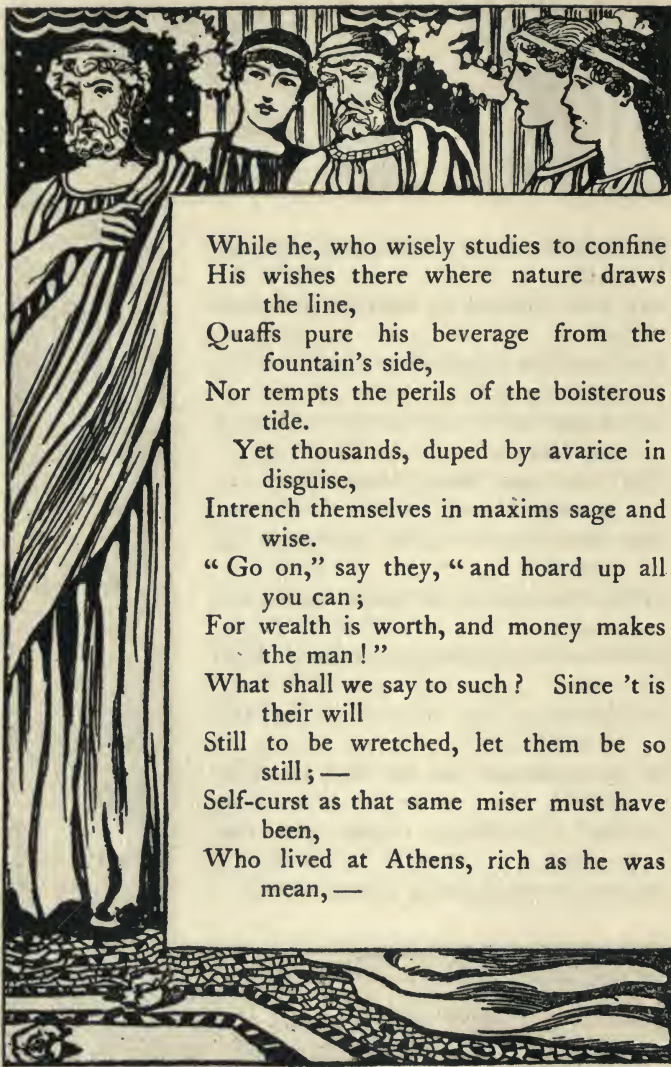 While he, who wisely studies to confine
His wishes there where nature draws
the line,
Quaffs pure his beverage from the
fountain's side,
Nor tempts the perils of the boisterous
tide.
Yet thousands, duped by avarice in
disguise,
Intrench themselves in maxims sage and
wise.
“ Go on,” say they, “ and hoard up all
you can ;
For wealth is worth, and money makes
the man ! ”
What shall we say to such ? Since 't is
their will
Still to be wretched, let them be so
still ; —
Self-curst as that same miser must have
been,
Who lived at Athens, rich as he was
mean, —